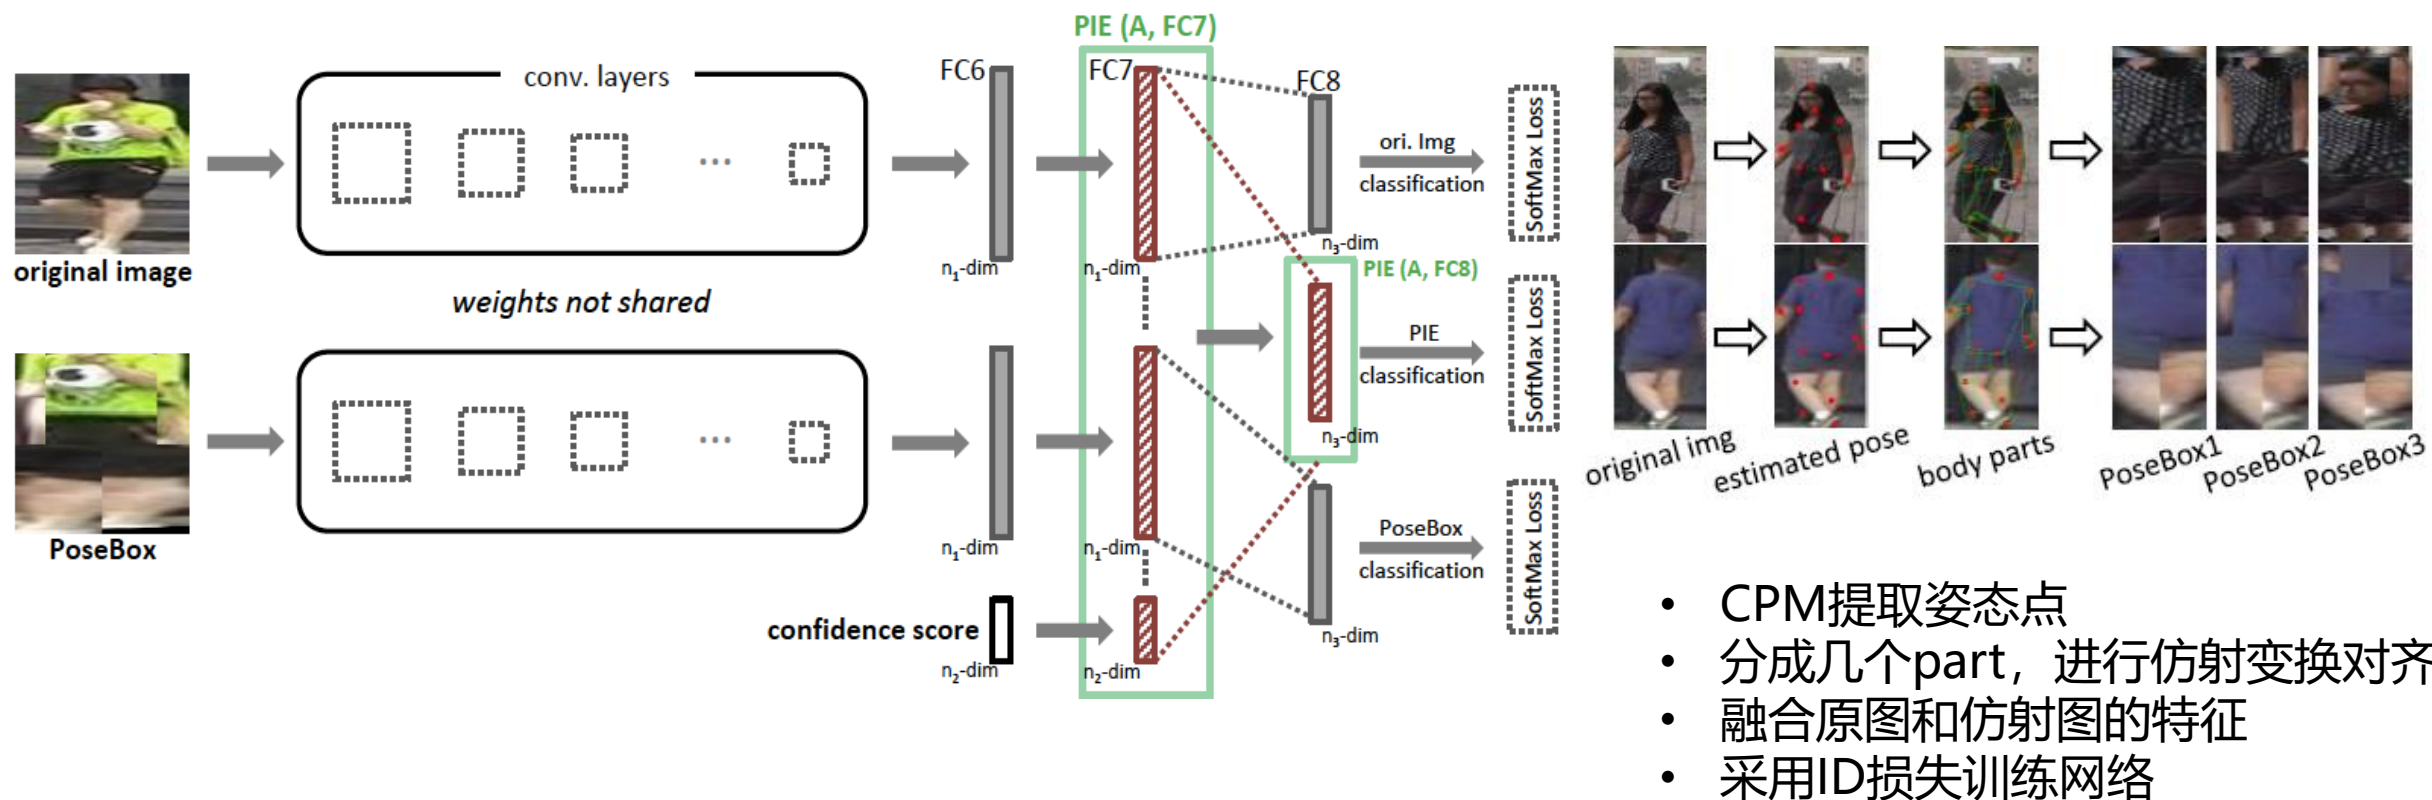 PIE (A, FC7)
conv. layers
FC6
FC7
FC8
original image
n1-dim
n1-dim
n3-dim
ori. Img
classification
SoftMax Loss
weights not shared
PIE (A, FC8)
PIE
classification
SoftMax Loss
n3-dim
PoseBox
n1-dim
n1-dim
PoseBox
classification
SoftMax Loss
n3-dim
confidence score
n2-dim
n2-dim
original img
estimated pose
body parts
PoseBox1
PoseBox2
PoseBox3
• CPM提取姿态点
• 分成几个part，进行仿射变换对齐
• 融合原图和仿射图的特征
• 采用ID损失训练网络